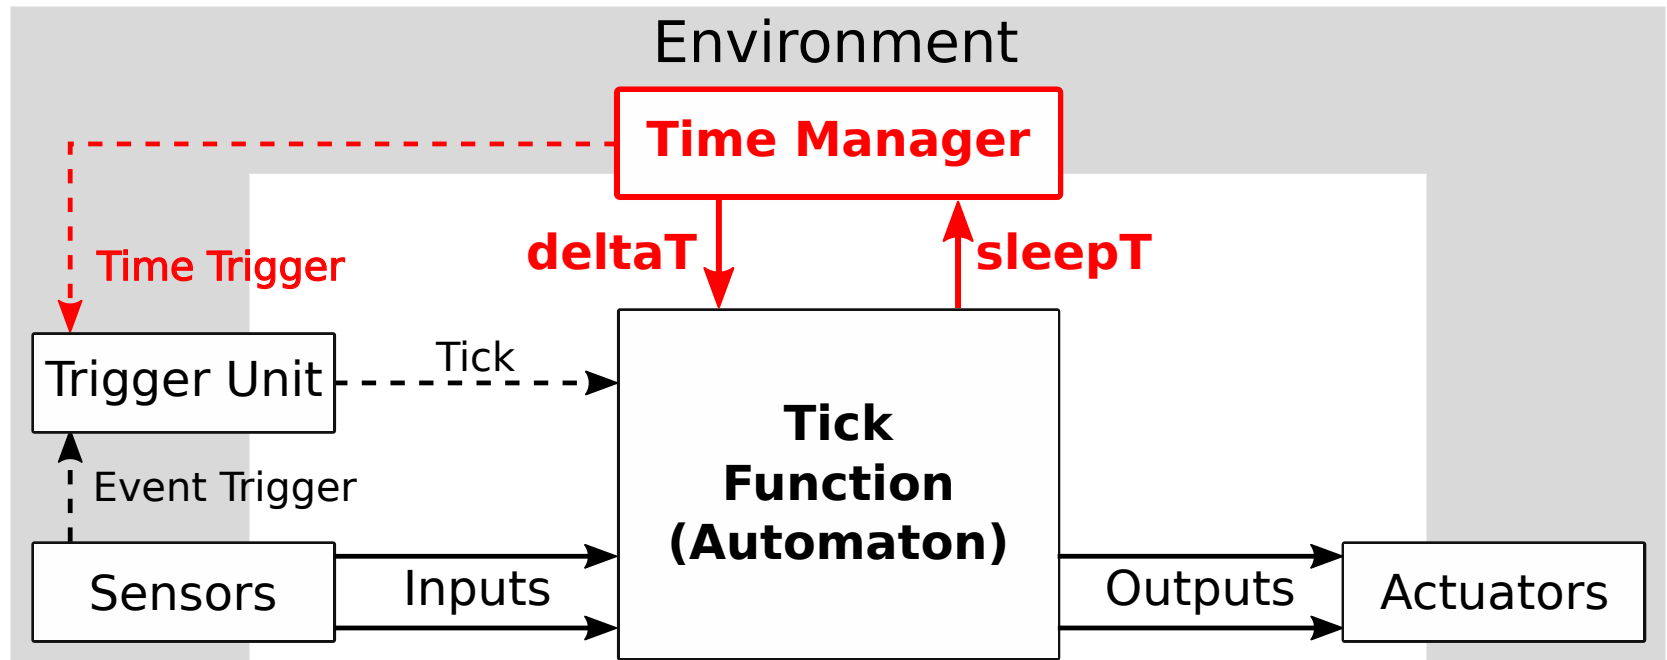 Environment
Time Manager
deltaT
sleepT
Time Trigger
Trigger Unit
Tick
Event Trigger
Tick
Function
(Automaton)
Sensors
Inputs
Outputs
Actuators